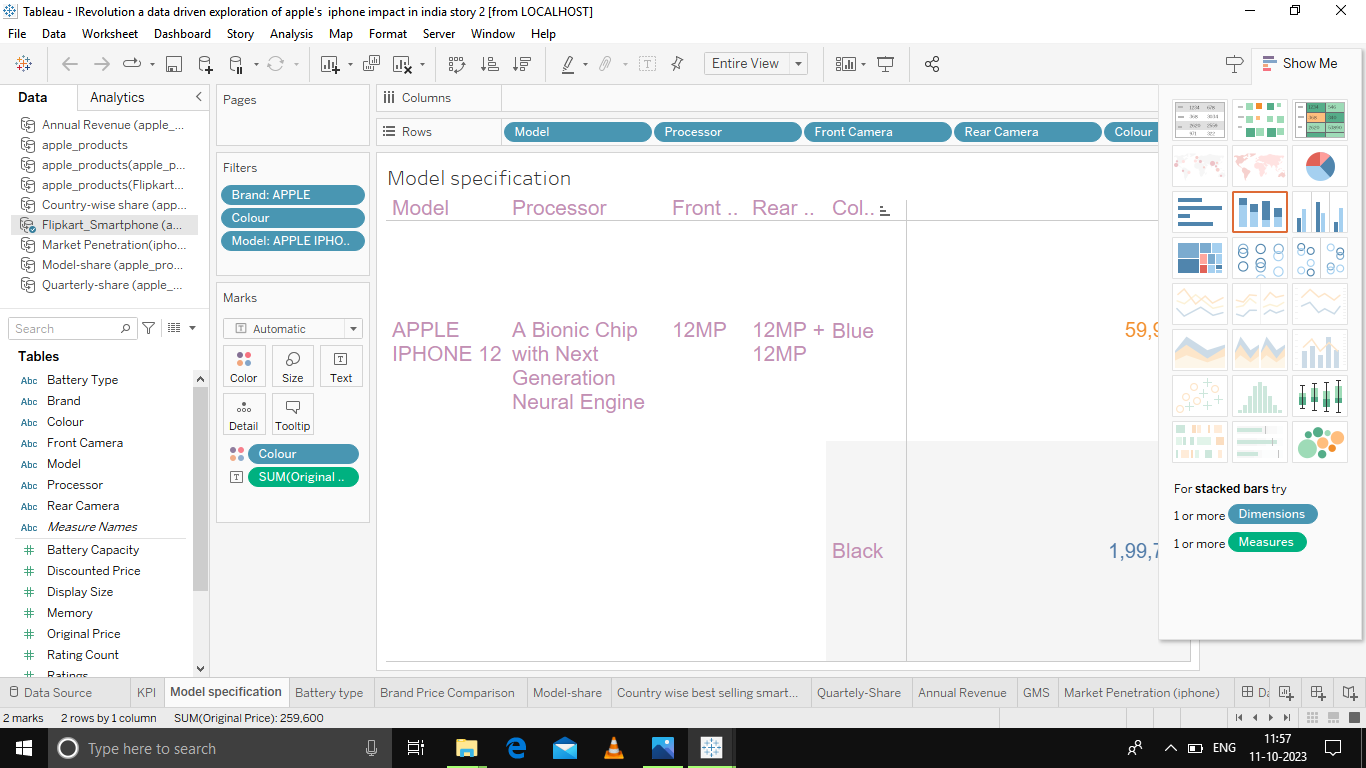 Tableau - IRevolution a data driven exploration of apple's iphone impact in india story 2 [from LOCALHOST]
File Data Worksheet Dashboard Story Analysis Map Format Server Window Help
Entire View
Show Me
Data Analytics
Annual Revenue (apple_...
apple_products
apple_products(apple_p...
apple_products(Flipkart...
Country-wise share (app...
Flipkart_Smartphone (a...
Market Penetration(ipho...
Model-share (apple_pro...
Quarterly-share (apple_...
Search
Tables
Abc Battery Type
Abc Brand
Abc Colour
Abc Front Camera
Abc Model
Abc Processor
Abc Rear Camera
Abc Measure Names
Battery Capacity
Discounted Price
Display Size
Memory
Original Price
Rating Count
Ratings
Pages
Filters
Brand: APPLE
Colour
Model: APPLE IPHO..
Marks
Automatic
Color Size Text
Detail Tooltip
Colour
SUM(Original ..
Columns
Rows Model Processor Front Camera Rear Camera Colour
Model specification
Model Processor Front .. Rear .. Col..
APPLE IPHONE 12
A Bionic Chip with Next Generation Neural Engine
12MP
12MP + 12MP
Blue
59,9
Black
1,99,7
For stacked bars try
1 or more Dimensions
1 or more Measures
Data Source KPI Model specification Battery type Brand Price Comparison Model-share Country wise best selling smart... Quartely-Share Annual Revenue GMS Market Penetration (iphone) Da
2 marks 2 rows by 1 column SUM(Original Price): 259,600
Type here to search
ENG
11:57
11-10-2023